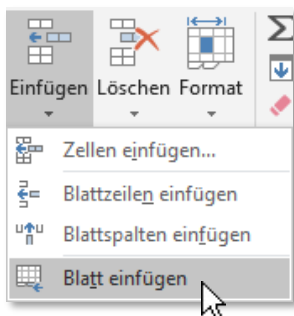 Einfügen Löschen Format
Zellen einfügen...
Blattzeilen einfügen
Blattspalten einfügen
Blatt einfügen